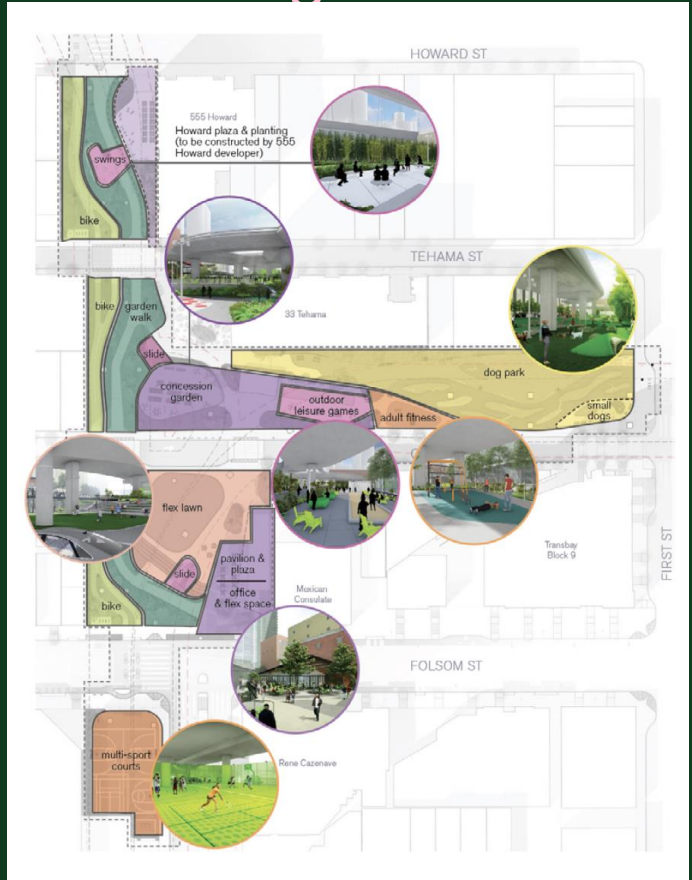 HOWARD ST
555 Howard
Howard plaza & planting
(to be constructed by 555
Howard developer)
swings
bike
TEHAMA ST
bike
garden
walk
33 Tehama
slide
dog park
concession
garden
outdoor
leisure games
adult fitness
small
dogs
flex lawn
pavilion &
plaza
office
& flex space
slide
bike
Mexican
Consulate
Transbay
Block 9
FIRST ST
FOLSOM ST
multi-sport
courts
Rene Cazenave